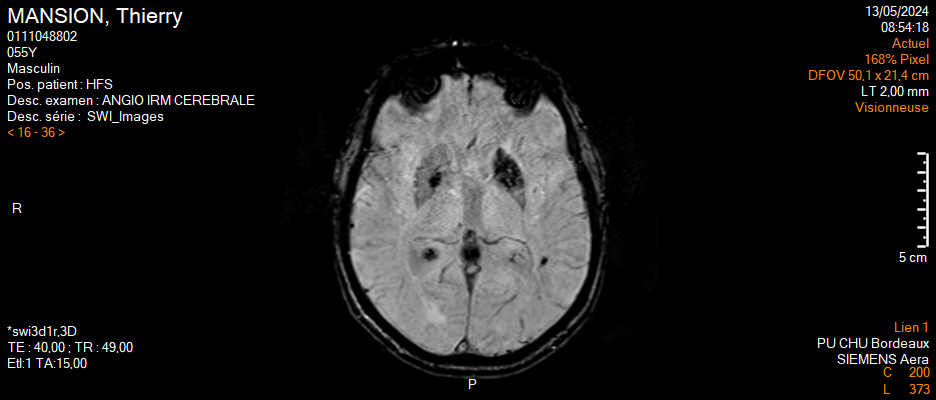 MANSION, Thierry
0111048802
055Y
Masculin
Pos. patient : HFS
Desc. examen : ANGIO IRM CEREBRALE
Desc. série : SWI_Images
< 16 - 36 >
13/05/2024
08:54:18
Actuel
168% Pixel
DFOV 50,1 x 21,4 cm
LT 2,00 mm
Visionneuse
R
5 cm
*swi3d1r,3D
TE : 40,00 ; TR : 49,00
Etl:1 TA:15,00
P
Lien 1
PU CHU Bordeaux
SIEMENS Aera
C 200
L 373